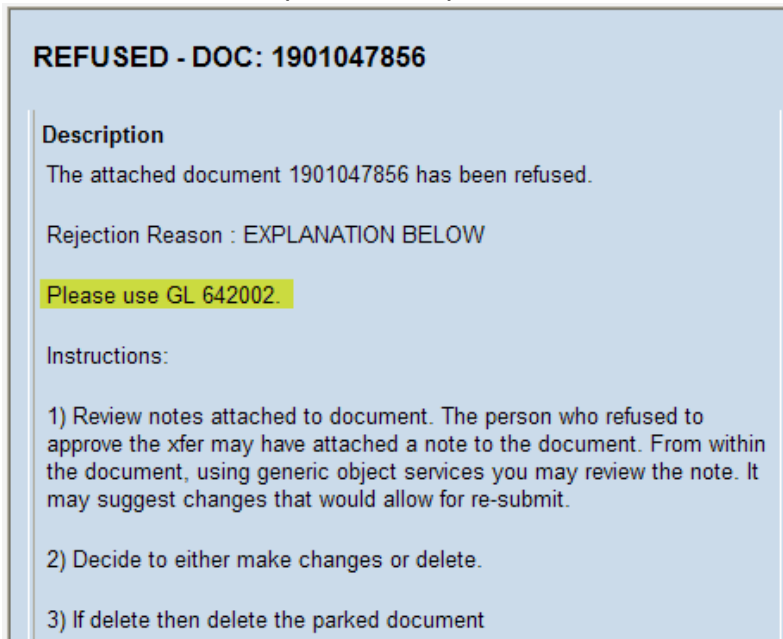 REFUSED - DOC: 1901047856
Description
The attached document 1901047856 has been refused.
Rejection Reason : EXPLANATION BELOW
Please use GL 642002.
Instructions:
1) Review notes attached to document. The person who refused to
approve the xfer may have attached a note to the document. From within
the document, using generic object services you may review the note. It
may suggest changes that would allow for re-submit.
2) Decide to either make changes or delete.
3) If delete then delete the parked document